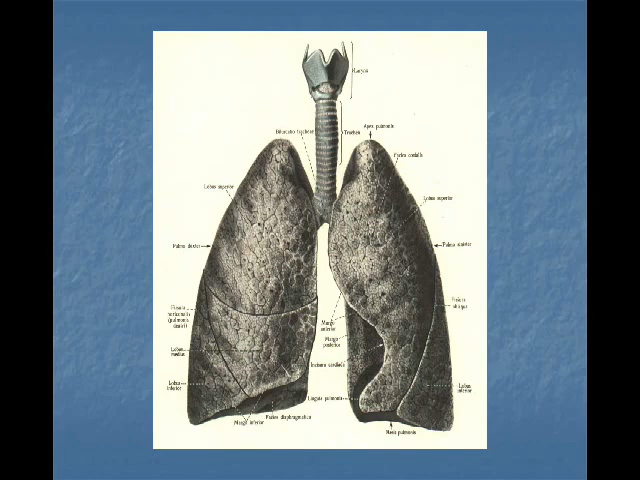 Larynx
Trachea
Bifurcatio tracheae
Apex pulmonis
Facies costalis
Lobus superior
Lobus superior
Pulmo dexter
Pulmo sinister
Fissura
horizontalis
(pulmonis
dextri)
Fissura
obliqua
Margo
anterior
Margo
posterior
Lobus
medius
Incisura cardiaca
Lobus
inferior
Lobus
inferior
Lingula pulmonis
Facies diaphragmatica
Margo inferior
Basis pulmonis